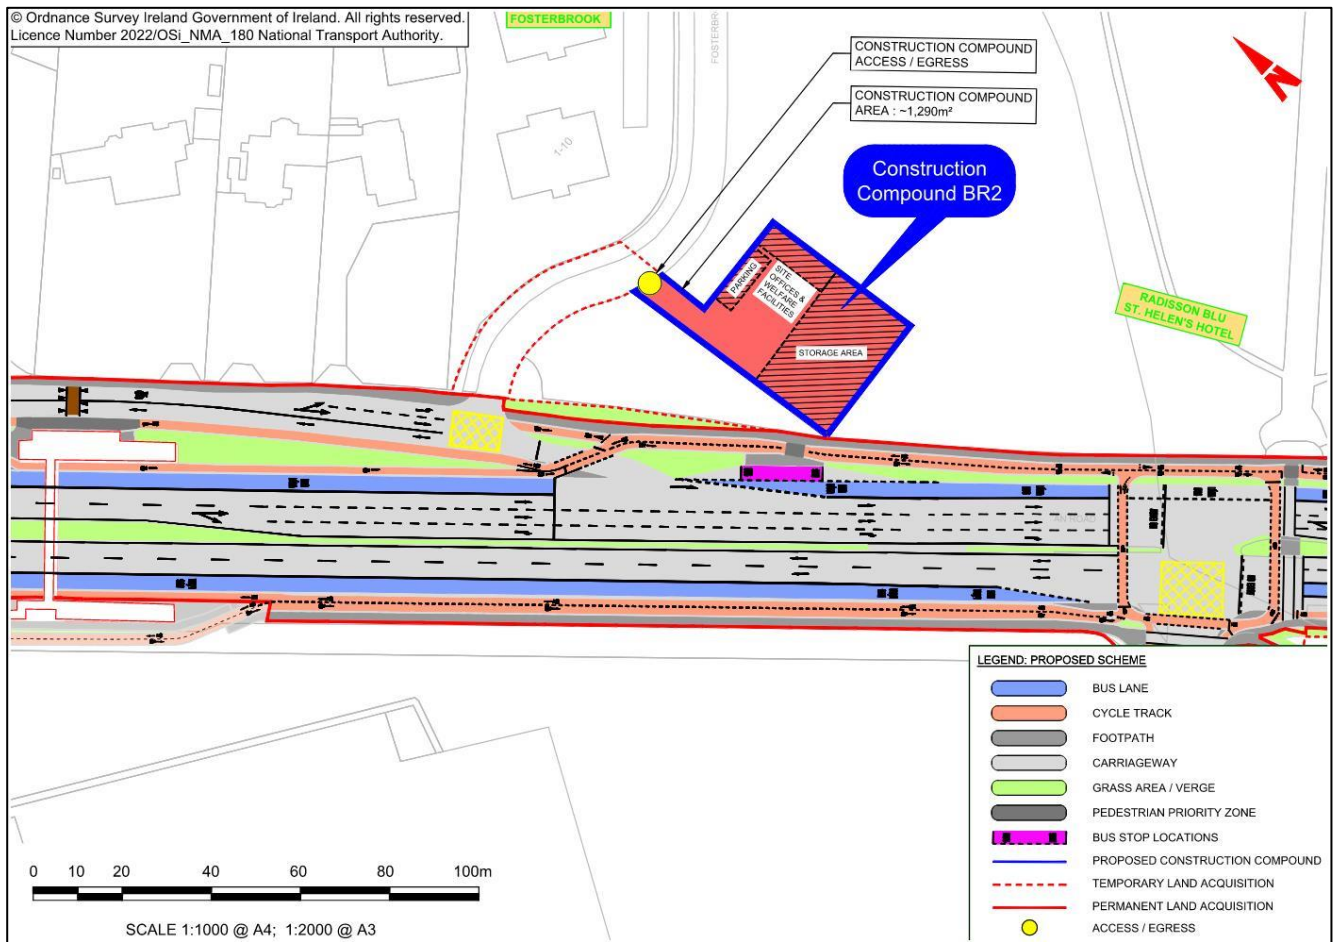 © Ordnance Survey Ireland Government of Ireland. All rights reserved.
Licence Number 2022/OSi_NMA_180 National Transport Authority.
FOSTERBROOK
CONSTRUCTION COMPOUND
ACCESS / EGRESS
CONSTRUCTION COMPOUND
AREA : ~1,290m²
Construction
Compound BR2
1-10
PARKING
SITE
OFFICES &
WELFARE
FACILITIES
STORAGE AREA
RADISSON BLU
ST. HELEN'S HOTEL
AN ROAD
N
LEGEND: PROPOSED SCHEME
BUS LANE
CYCLE TRACK
FOOTPATH
CARRIAGEWAY
GRASS AREA / VERGE
PEDESTRIAN PRIORITY ZONE
BUS STOP LOCATIONS
PROPOSED CONSTRUCTION COMPOUND
TEMPORARY LAND ACQUISITION
PERMANENT LAND ACQUISITION
ACCESS / EGRESS
0 10 20 40 60 100m
SCALE 1:1000 @ A4; 1:2000 @ A3